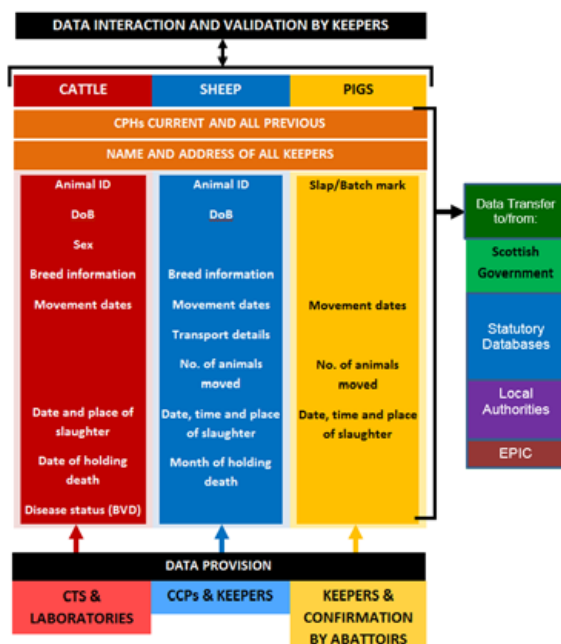 DATA INTERACTION AND VALIDATION BY KEEPERS
CATTLE
SHEEP
PIGS
CPHs CURRENT AND ALL PREVIOUS
NAME AND ADDRESS OF ALL KEEPERS
Animal ID
DoB
Sex
Breed information
Movement dates
Date and place of
slaughter
Date of holding
death
Disease status (BVD)
Animal ID
DoB
Breed information
Movement dates
Transport details
No. of animals
moved
Date, time and place
of slaughter
Month of holding
death
Slap/Batch mark
Movement dates
No. of animals
moved
Date, time and place
of slaughter
Data Transfer
to/from:
Scottish
Government
Statutory
Databases
Local
Authorities
EPIC
DATA PROVISION
CTS &
LABORATORIES
CCPs & KEEPERS
KEEPERS &
CONFIRMATION
BY ABATTOIRS